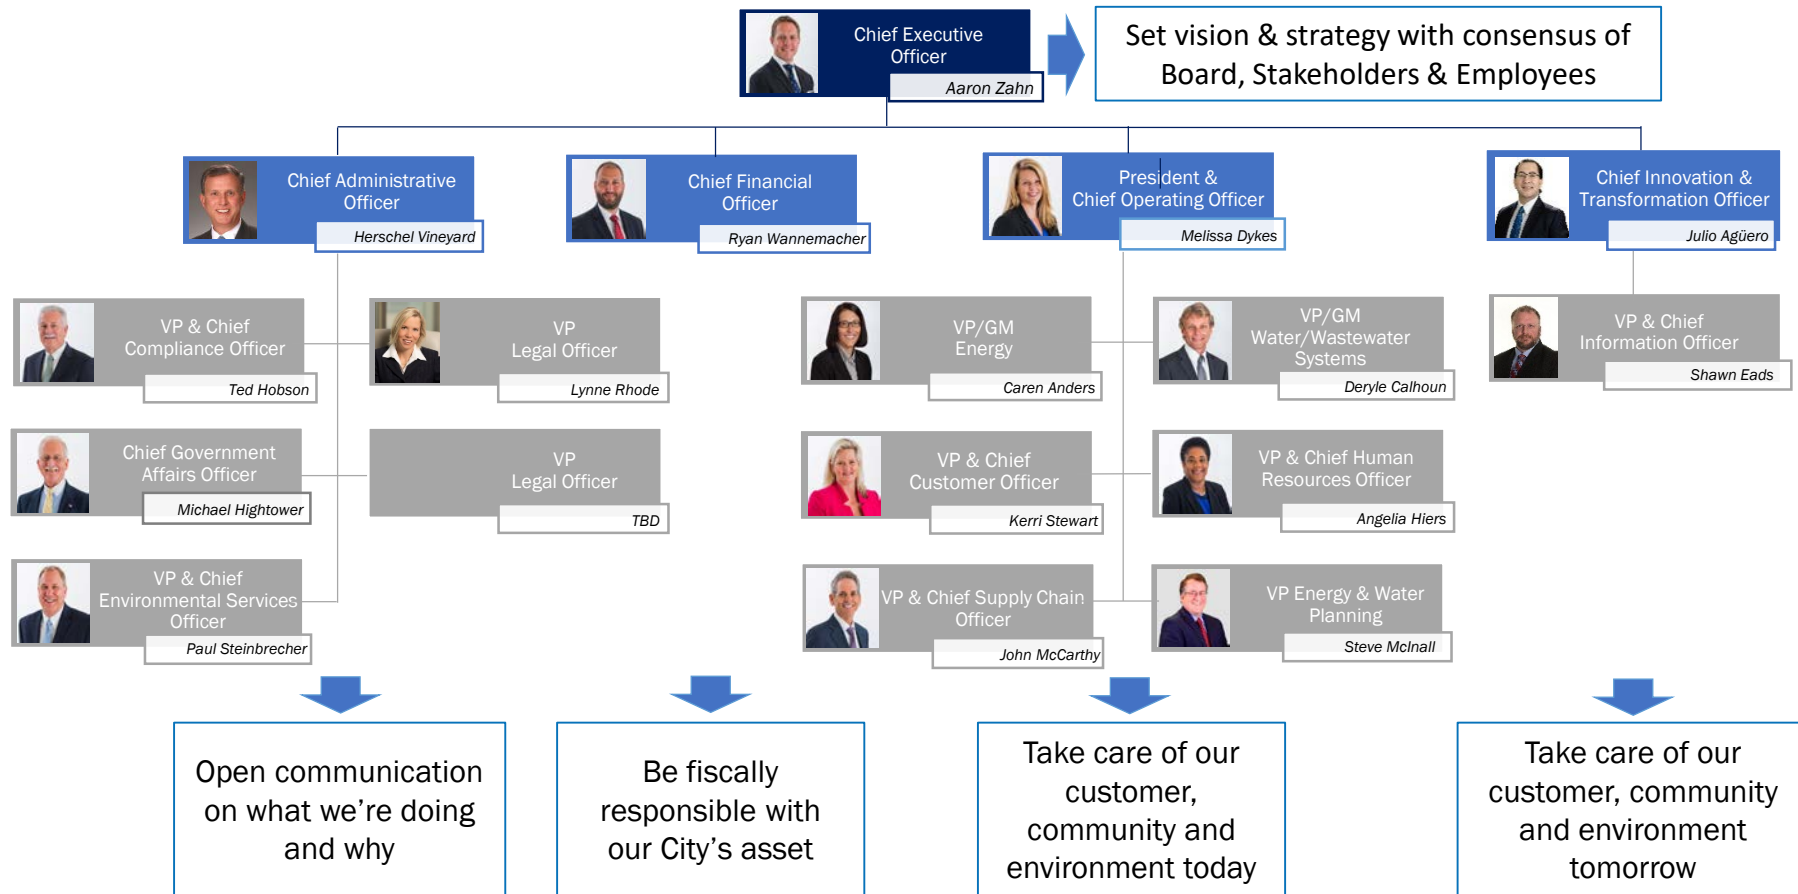 Chief Executive
Officer
Aaron Zahn
Set vision & strategy with consensus of
Board, Stakeholders & Employees
Chief Administrative
Officer
Herschel Vineyard
Chief Financial
Officer
Ryan Wannemacher
President &
Chief Operating Officer
Melissa Dykes
Chief Innovation &
Transformation Officer
Julio Agüero
VP & Chief
Compliance Officer
Ted Hobson
VP
Legal Officer
Lynne Rhode
VP/GM
Energy
Caren Anders
VP/GM
Water/Wastewater
Systems
Deryle Calhoun
VP & Chief
Information Officer
Shawn Eads
Chief Government
Affairs Officer
Michael Hightower
VP
Legal Officer
TBD
VP & Chief
Customer Officer
Kerri Stewart
VP & Chief Human
Resources Officer
Angelia Hiers
VP & Chief
Environmental Services
Officer
Paul Steinbrecher
VP & Chief Supply Chain
Officer
John McCarthy
VP Energy & Water
Planning
Steve McInall
Open communication
on what we’re doing
and why
Be fiscally
responsible with
our City’s asset
Take care of our
customer,
community and
environment today
Take care of our
customer, community
and environment
tomorrow